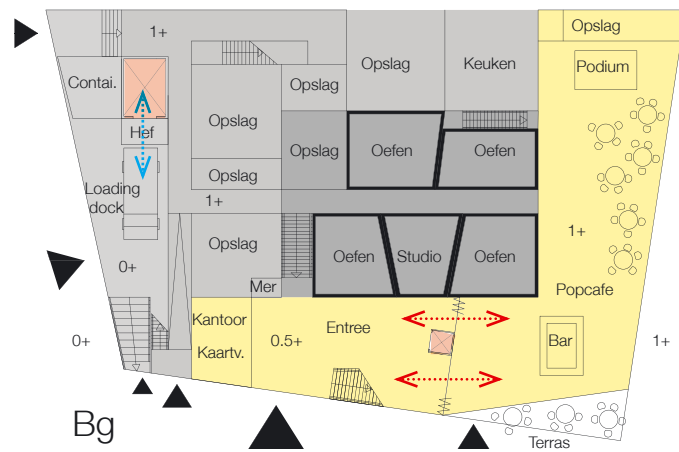 Opslag
1+
Opslag
Keuken
Podium
Contai.
Opslag
Opslag
Hef
Opslag
Oefen
Oefen
Opslag
Loading
dock
1+
1+
Opslag
Oefen
Studio
Oefen
0+
Mer
Popcafe
Kantoor
Entree
0+
0.5+
Bar
1+
Kaartv.
Bg
Terras